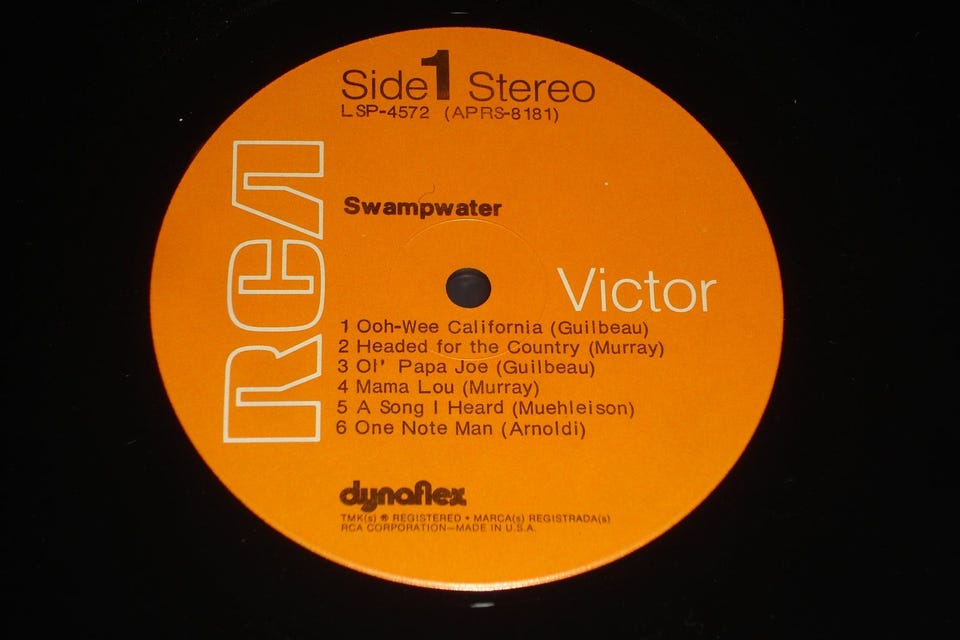 Side 1 Stereo
LSP-4572 (APRS-8181)
RCA
Swampwater
Victor
1 Ooh-Wee California (Guilbeau)
2 Headed for the Country (Murray)
3 Ol' Papa Joe (Guilbeau)
4 Mama Lou (Murray)
5 A Song I Heard (Muehleison)
6 One Note Man (Arnoldi)
dynaflex
TMK(s) ® REGISTERED • MARCA(s) REGISTRADA(s)
RCA CORPORATION—MADE IN U.S.A.